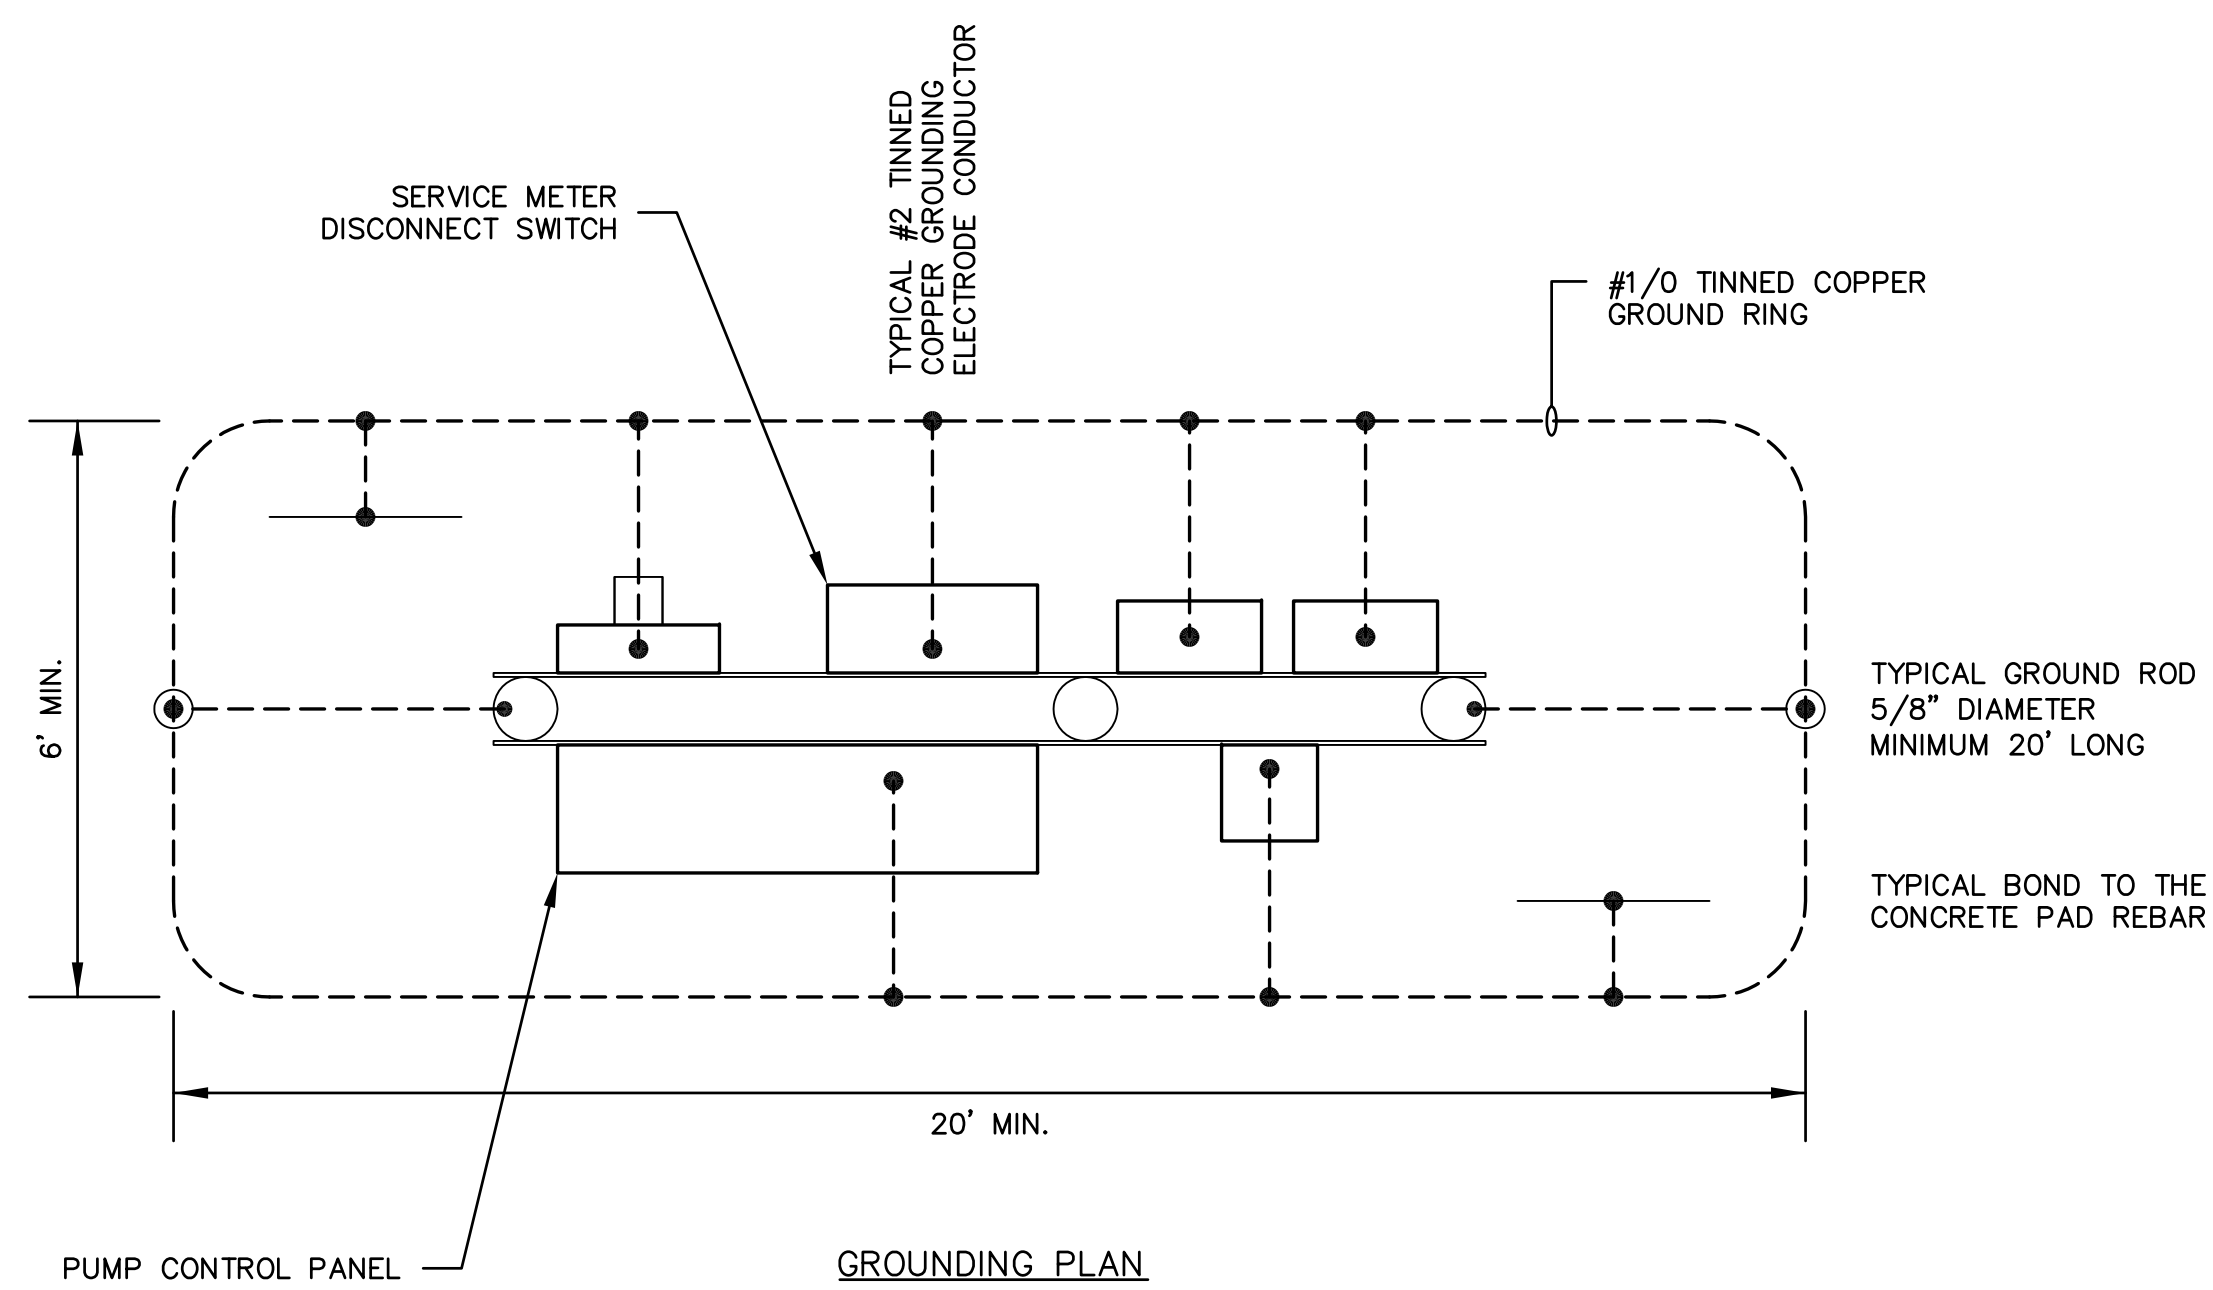 TYPICAL #2 TINNED
COPPER GROUNDING
ELECTRODE CONDUCTOR
SERVICE METER
DISCONNECT SWITCH
#1/0 TINNED COPPER
GROUND RING
6' MIN.
TYPICAL GROUND ROD
5/8" DIAMETER
MINIMUM 20' LONG
TYPICAL BOND TO THE
CONCRETE PAD REBAR
20' MIN.
PUMP CONTROL PANEL
GROUNDING PLAN